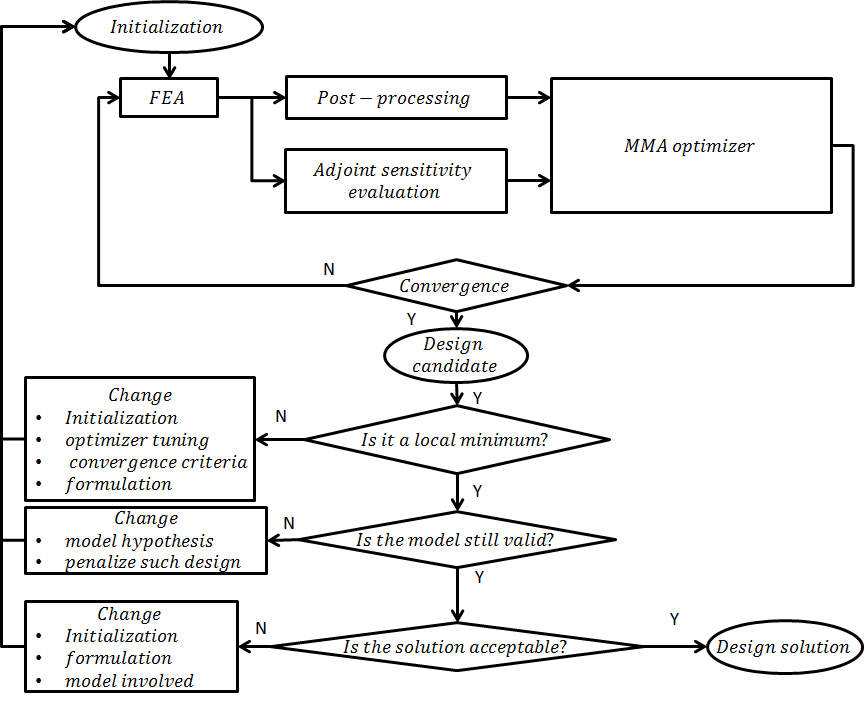 Initialization
FEA
Post − processing
Adjoint sensitivity
evaluation
MMA optimizer
N
Convergence
Y
Design
candidate
Y
Change
• Initialization
• optimizer tuning
• convergence criteria
• formulation
N
Is it a local minimum?
Y
Change
• model hypothesis
• penalize such design
N
Is the model still valid?
Y
Change
• Initialization
• formulation
• model involved
N
Is the solution acceptable?
Y
Design solution